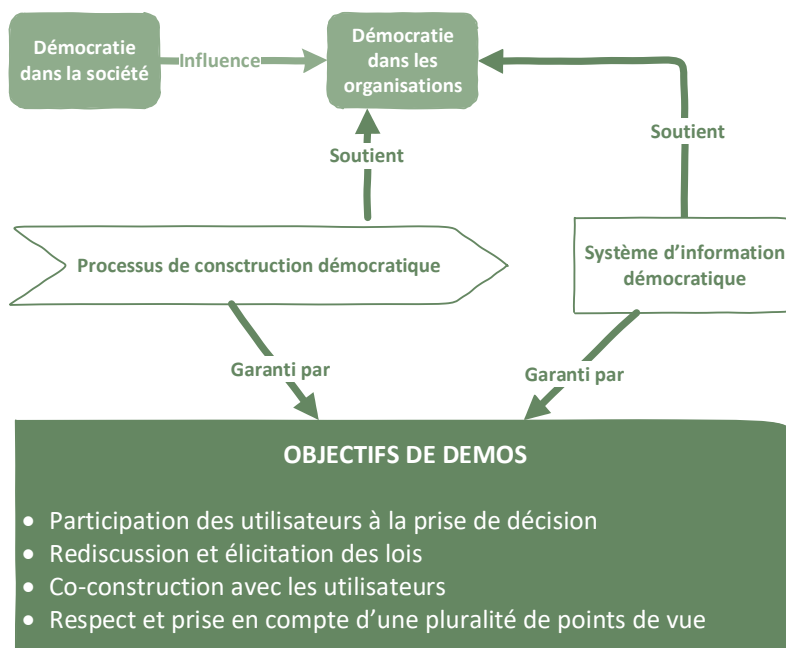 Démocratie
dans la société
Influence
Démocratie
dans les
organisations
Soutient
Soutient
Processus de consctruction démocratique
Système d'information
démocratique
Garanti par
Garanti par
OBJECTIFS DE DEMOS
• Participation des utilisateurs à la prise de décision
• Rediscussion et élicitation des lois
• Co-construction avec les utilisateurs
• Respect et prise en compte d'une pluralité de points de vue